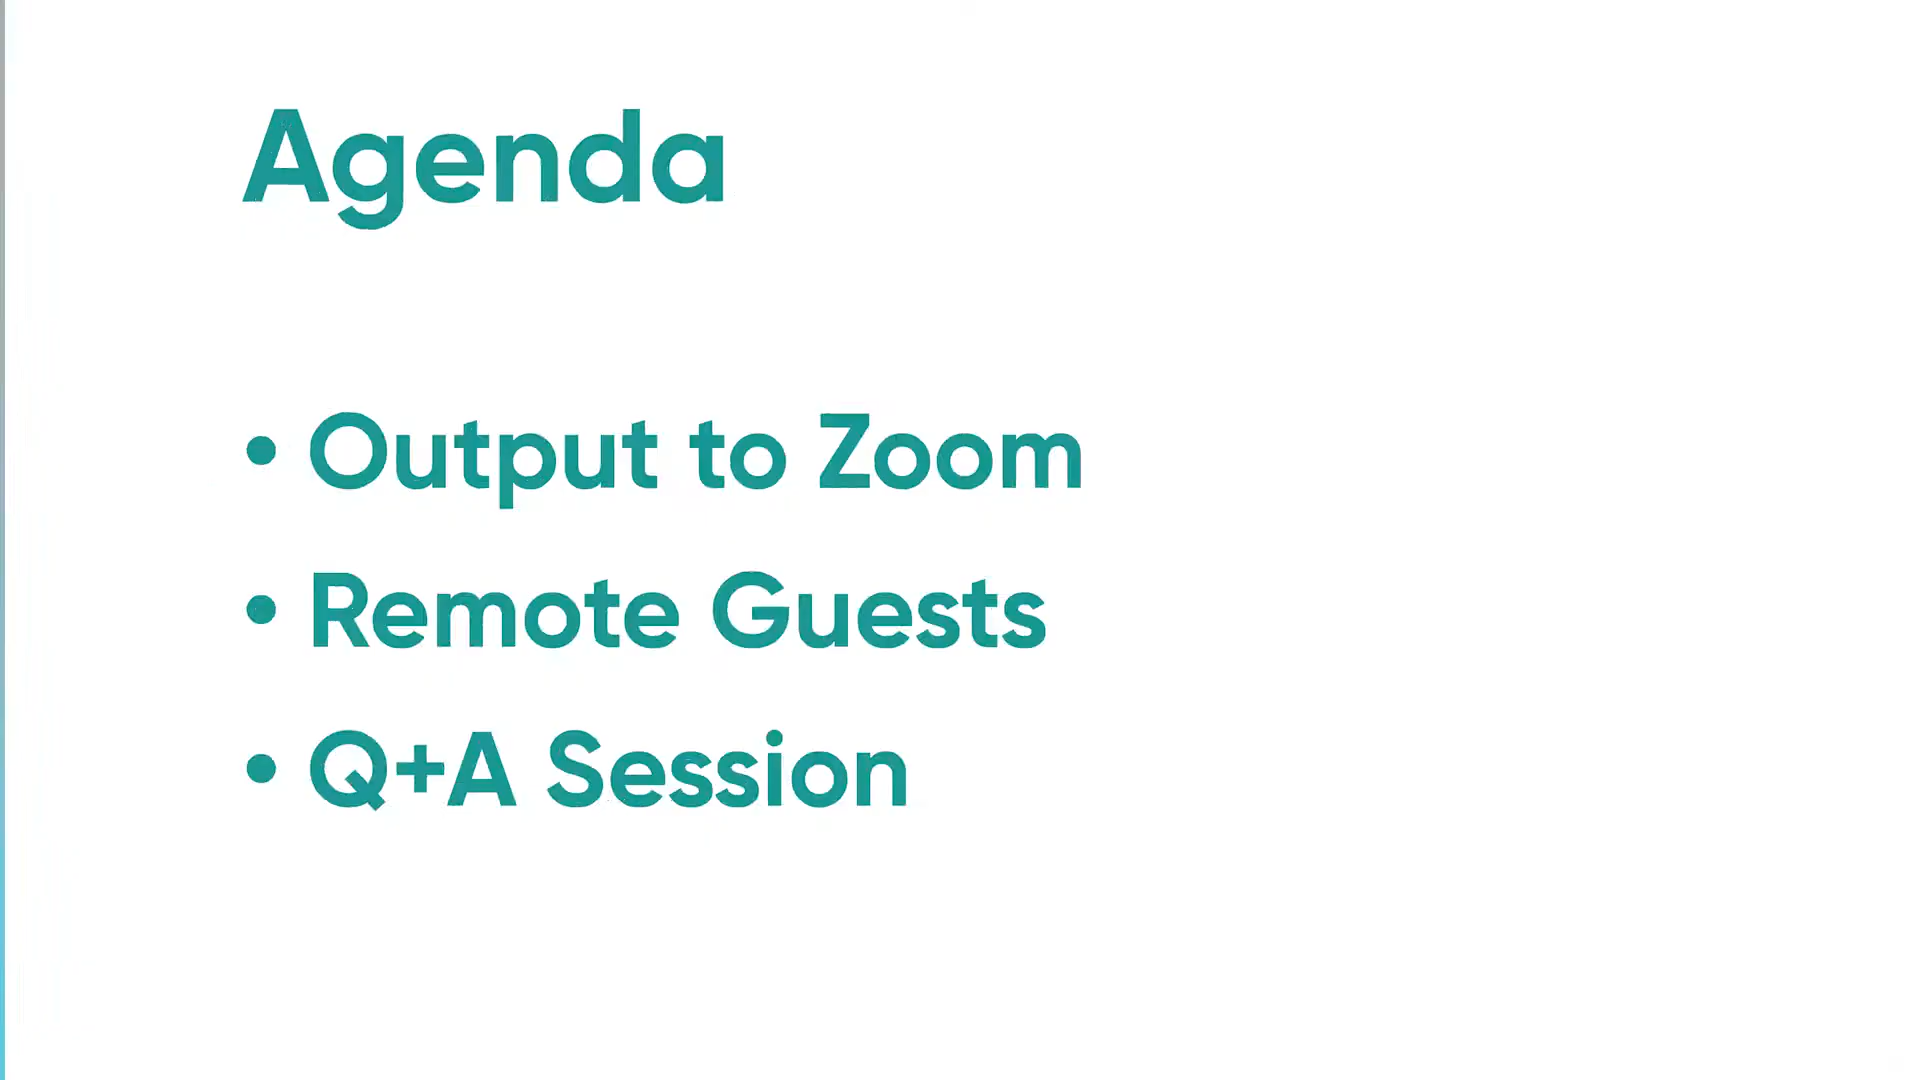 Agenda
• Output to Zoom
• Remote Guests
• Q+A Session